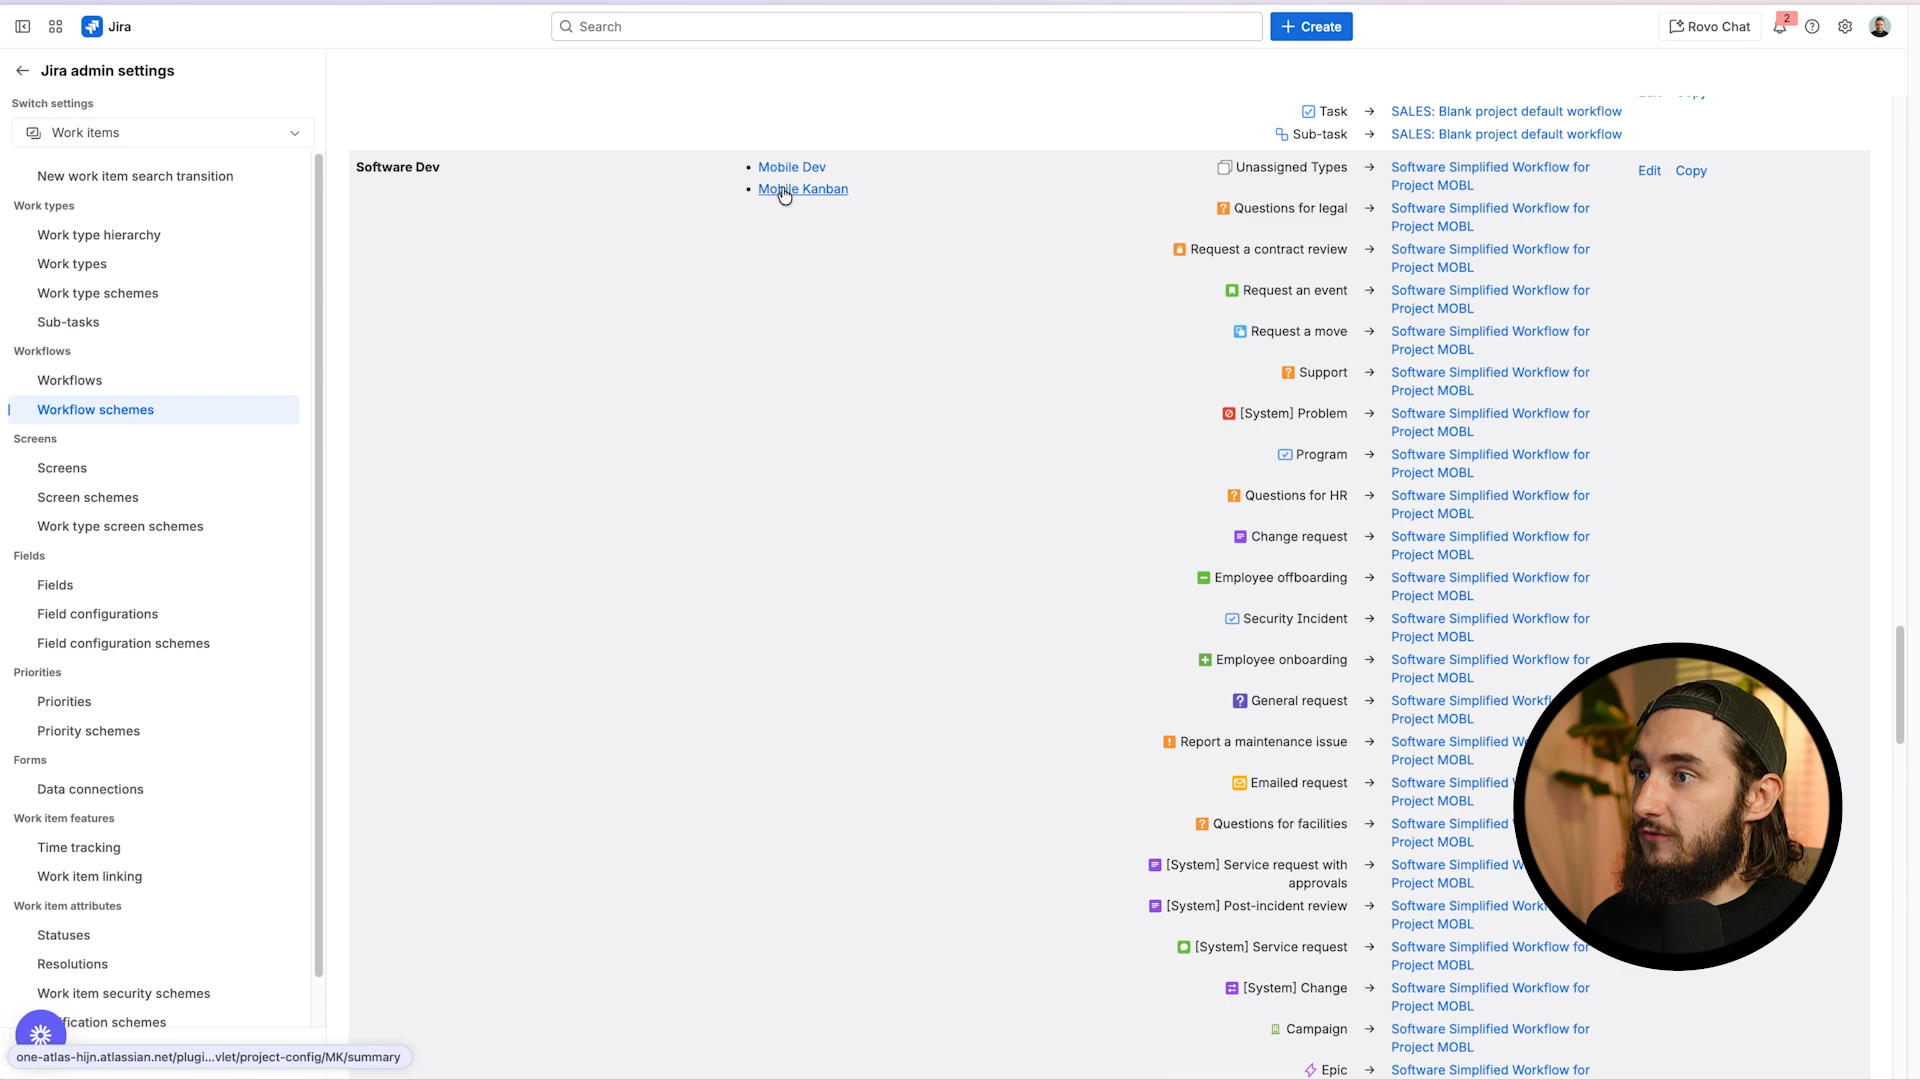 Jira
Search
Create
Rovo Chat
2
Jira admin settings
Switch settings
Work items
New work item search transition
Work types
Work type hierarchy
Work types
Work type schemes
Sub-tasks
Workflows
Workflows
Workflow schemes
Screens
Screens
Screen schemes
Work type screen schemes
Fields
Fields
Field configurations
Field configuration schemes
Priorities
Priorities
Priority schemes
Forms
Data connections
Work item features
Time tracking
Work item linking
Work item attributes
Statuses
Resolutions
Work item security schemes
ification schemes
one-atlas-hijn.atlassian.net/plugi...vlet/project-config/MK/summary
Task → SALES: Blank project default workflow
Sub-task → SALES: Blank project default workflow
Software Dev
• Mobile Dev
• Mobile Kanban
Edit Copy
Unassigned Types → Software Simplified Workflow for
Project MOBL
Questions for legal → Software Simplified Workflow for
Project MOBL
Request a contract review → Software Simplified Workflow for
Project MOBL
Request an event → Software Simplified Workflow for
Project MOBL
Request a move → Software Simplified Workflow for
Project MOBL
Support → Software Simplified Workflow for
Project MOBL
[System] Problem → Software Simplified Workflow for
Project MOBL
Program → Software Simplified Workflow for
Project MOBL
Questions for HR → Software Simplified Workflow for
Project MOBL
Change request → Software Simplified Workflow for
Project MOBL
Employee offboarding → Software Simplified Workflow for
Project MOBL
Security Incident → Software Simplified Workflow for
Project MOBL
Employee onboarding → Software Simplified Workflow for
Project MOBL
General request → Software Simplified Workfl
Project MOBL
Report a maintenance issue → Software Simplified W
Project MOBL
Emailed request → Software Simplified
Project MOBL
Questions for facilities → Software Simplified
Project MOBL
[System] Service request with → Software Simplified W
approvals Project MOBL
[System] Post-incident review → Software Simplified Work
Project MOBL
[System] Service request → Software Simplified Workflow for
Project MOBL
[System] Change → Software Simplified Workflow for
Project MOBL
Campaign → Software Simplified Workflow for
Project MOBL
Epic → Software Simplified Workflow for